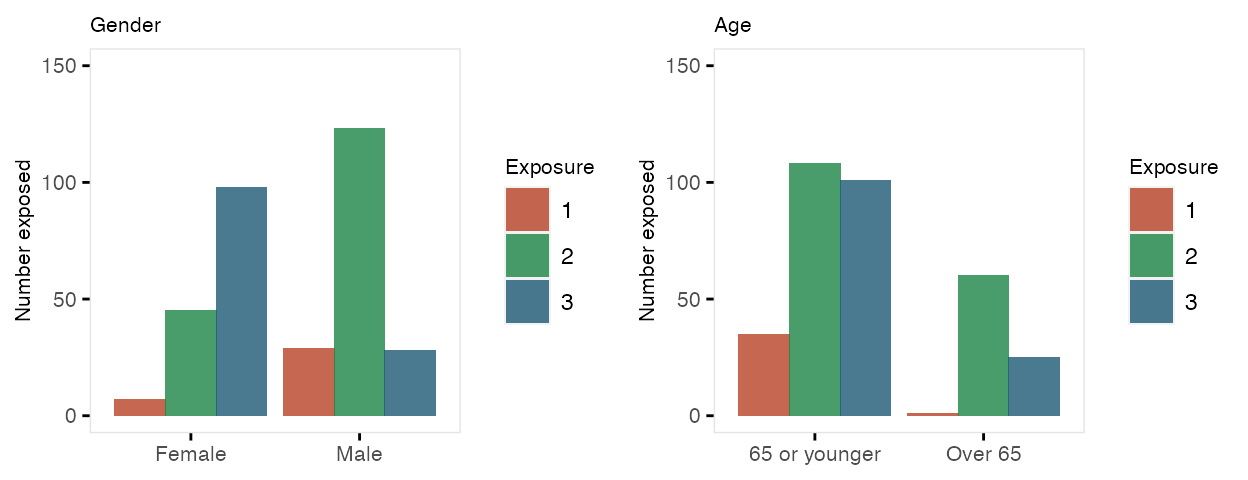 Gender
150
100
50
0
Number exposed
Female Male
Exposure
1
2
3
Age
150
100
50
0
Number exposed
65 or younger Over 65
Exposure
1
2
3